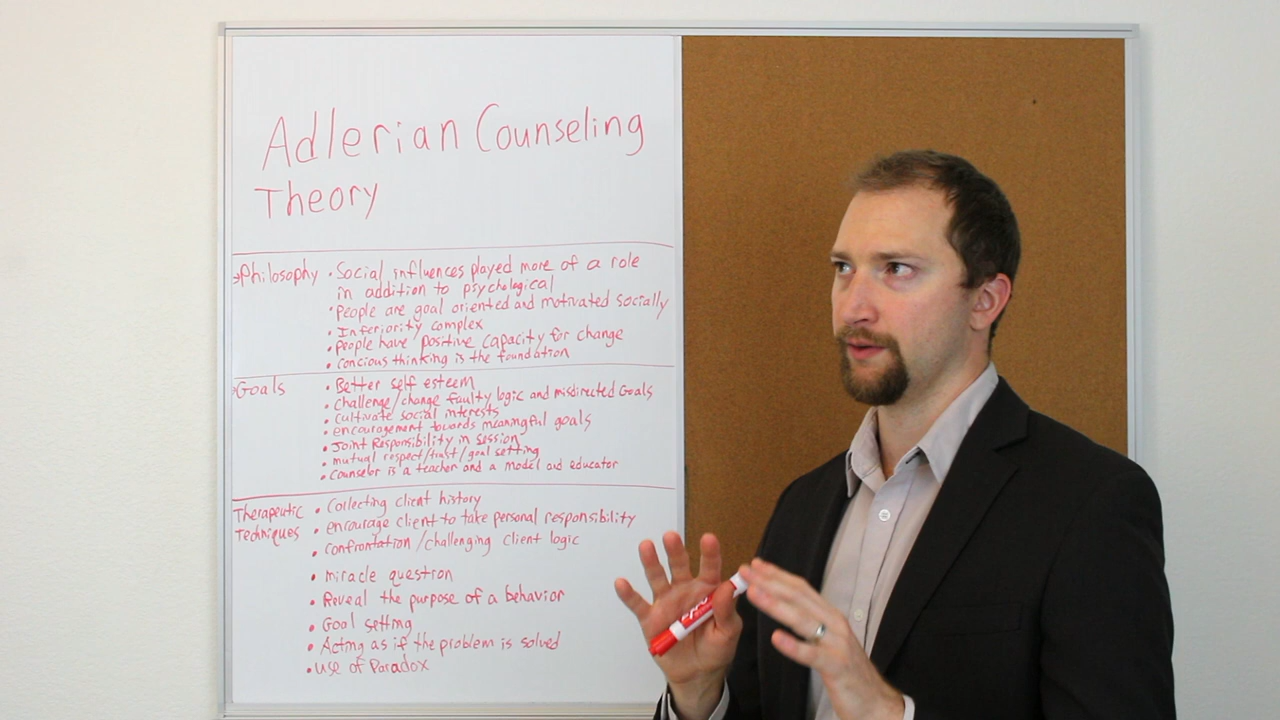 Adlerian Counseling
Theory
Philosophy • Social influences played more of a role
in addition to psychological
• People are goal oriented and motivated socially
• Inferiority complex
• People have positive capacity for change
• Concious thinking is the foundation
Goals • Better self esteem
• Challenge/change faulty logic and misdirected Goals
• Cultivate social interests
• encouragement towards meaningful goals
• Joint Responsibility in session
• mutual respect/trust/goal setting
• Counselor is a teacher and a model aid educator
Therapeutic Techniques • Collecting client history
• encourage client to take personal responsibility
• Confrontation/challenging client logic
• Miracle question
• Reveal the purpose of a behavior
• Goal setting
• Acting as if the problem is solved
• Use of Paradox
EXPO